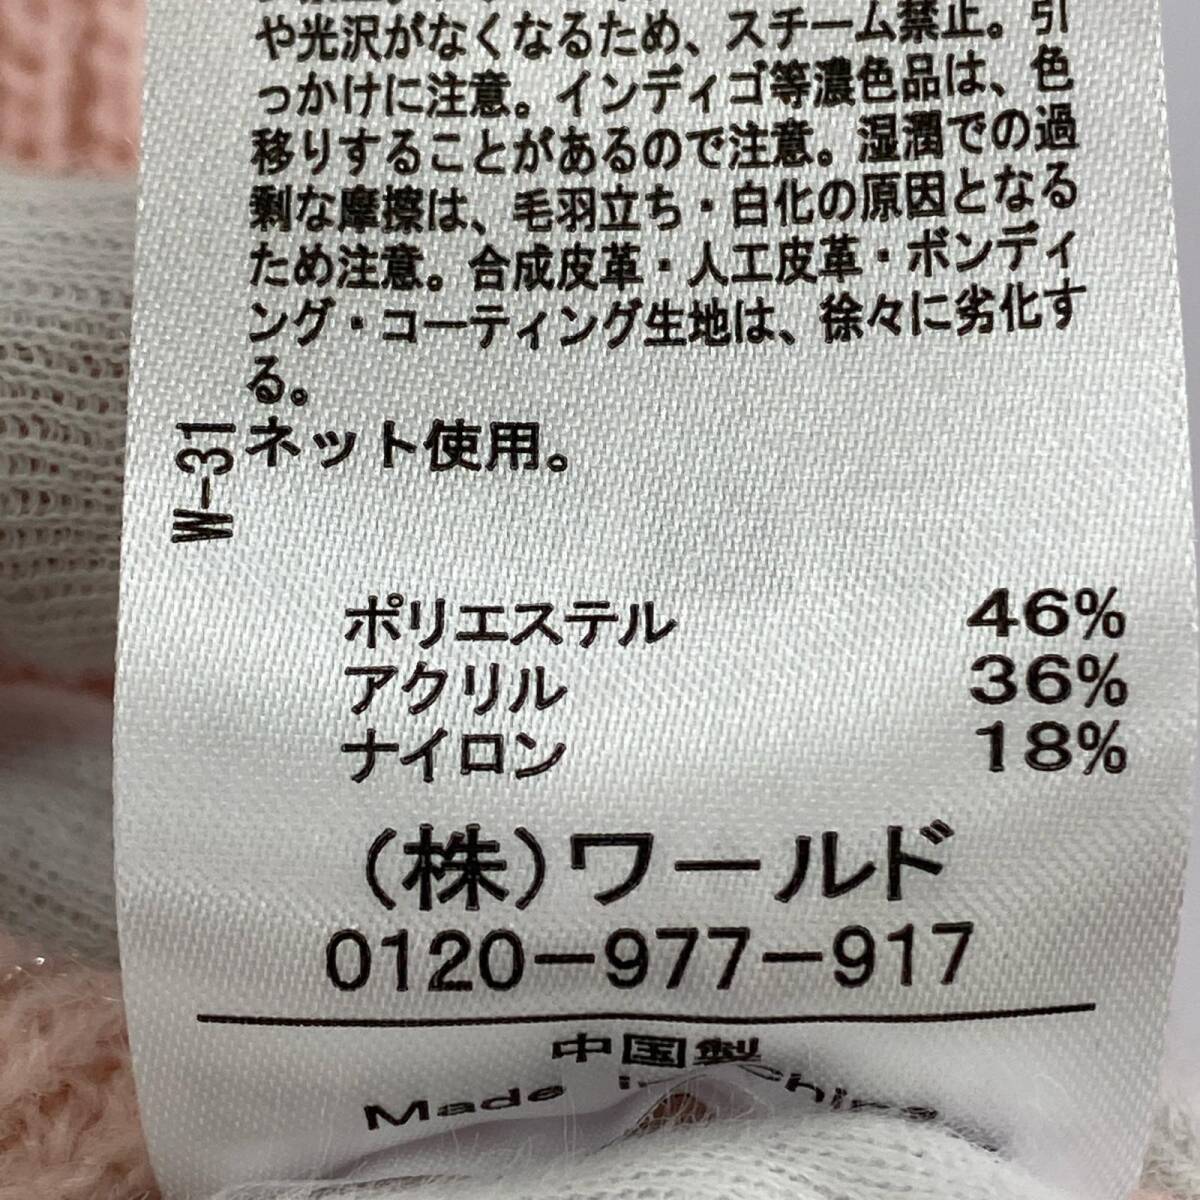 や光沢がなくなるため、スチーム禁止。引
っかけに注意。インディゴ等濃色品は、色
移りすることがあるので注意。湿潤での過
剰な摩擦は、毛羽立ち・白化の原因となる
ため注意。合成皮革・人工皮革・ボンディ
ング・コーティング生地は、徐々に劣化す
る。
ネット使用。
W-31
ポリエステル 46%
アクリル 36%
ナイロン 18%
(株)ワールド
0120-977-917
中国製
Made in China